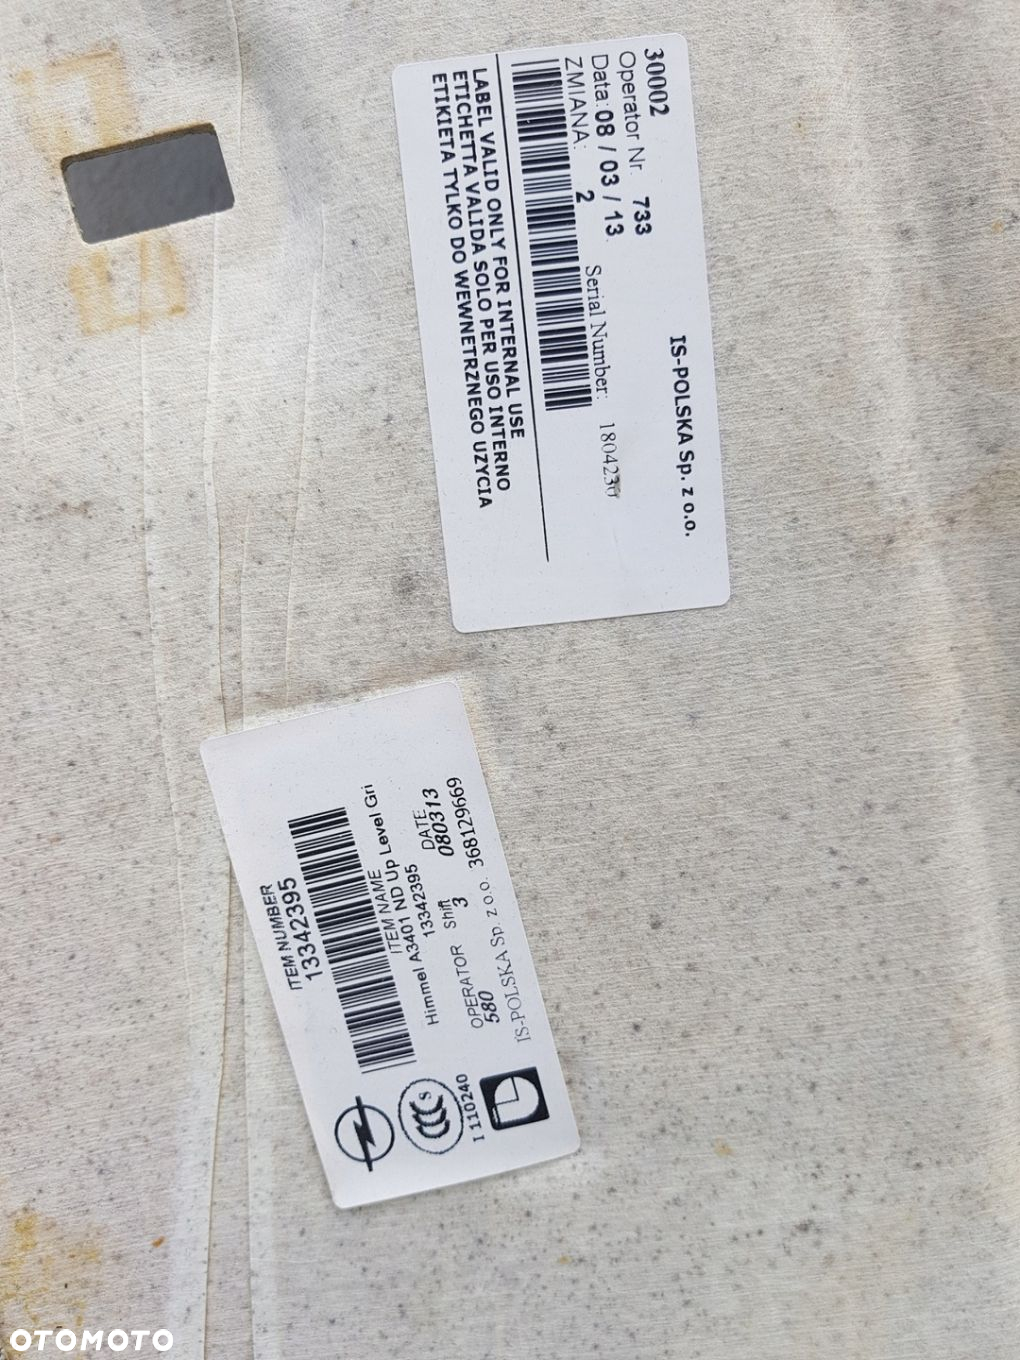 30002
IS-POLSKA Sp. z o.o.
Operator Nr. 733
Data: 08 / 03 / 13.
ZMIANA: 2
Serial Number:
LABEL VALID ONLY FOR INTERNAL USE
ETICHETTA VALIDA SOLO PER USO INTERNO
ETIKIETA TYLKO DO WEWNETRZNEGO UZYCIA
ITEM NUMBER
13342395
ITEM NAME
Himmel A3401 ND Up Level Gri
13342395
OPERATOR Shift DATE
580 3 080313
IS-POLSKA Sp. z o.o. 368129669
CCC S
I 110240
OTOMOTO